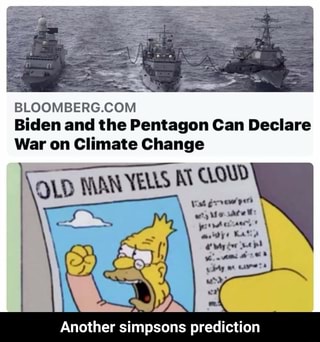 BLOOMBERG.COM
Biden and the Pentagon Can Declare
War on Climate Change
OLD MAN YELLS AT CLOUD
Another simpsons prediction